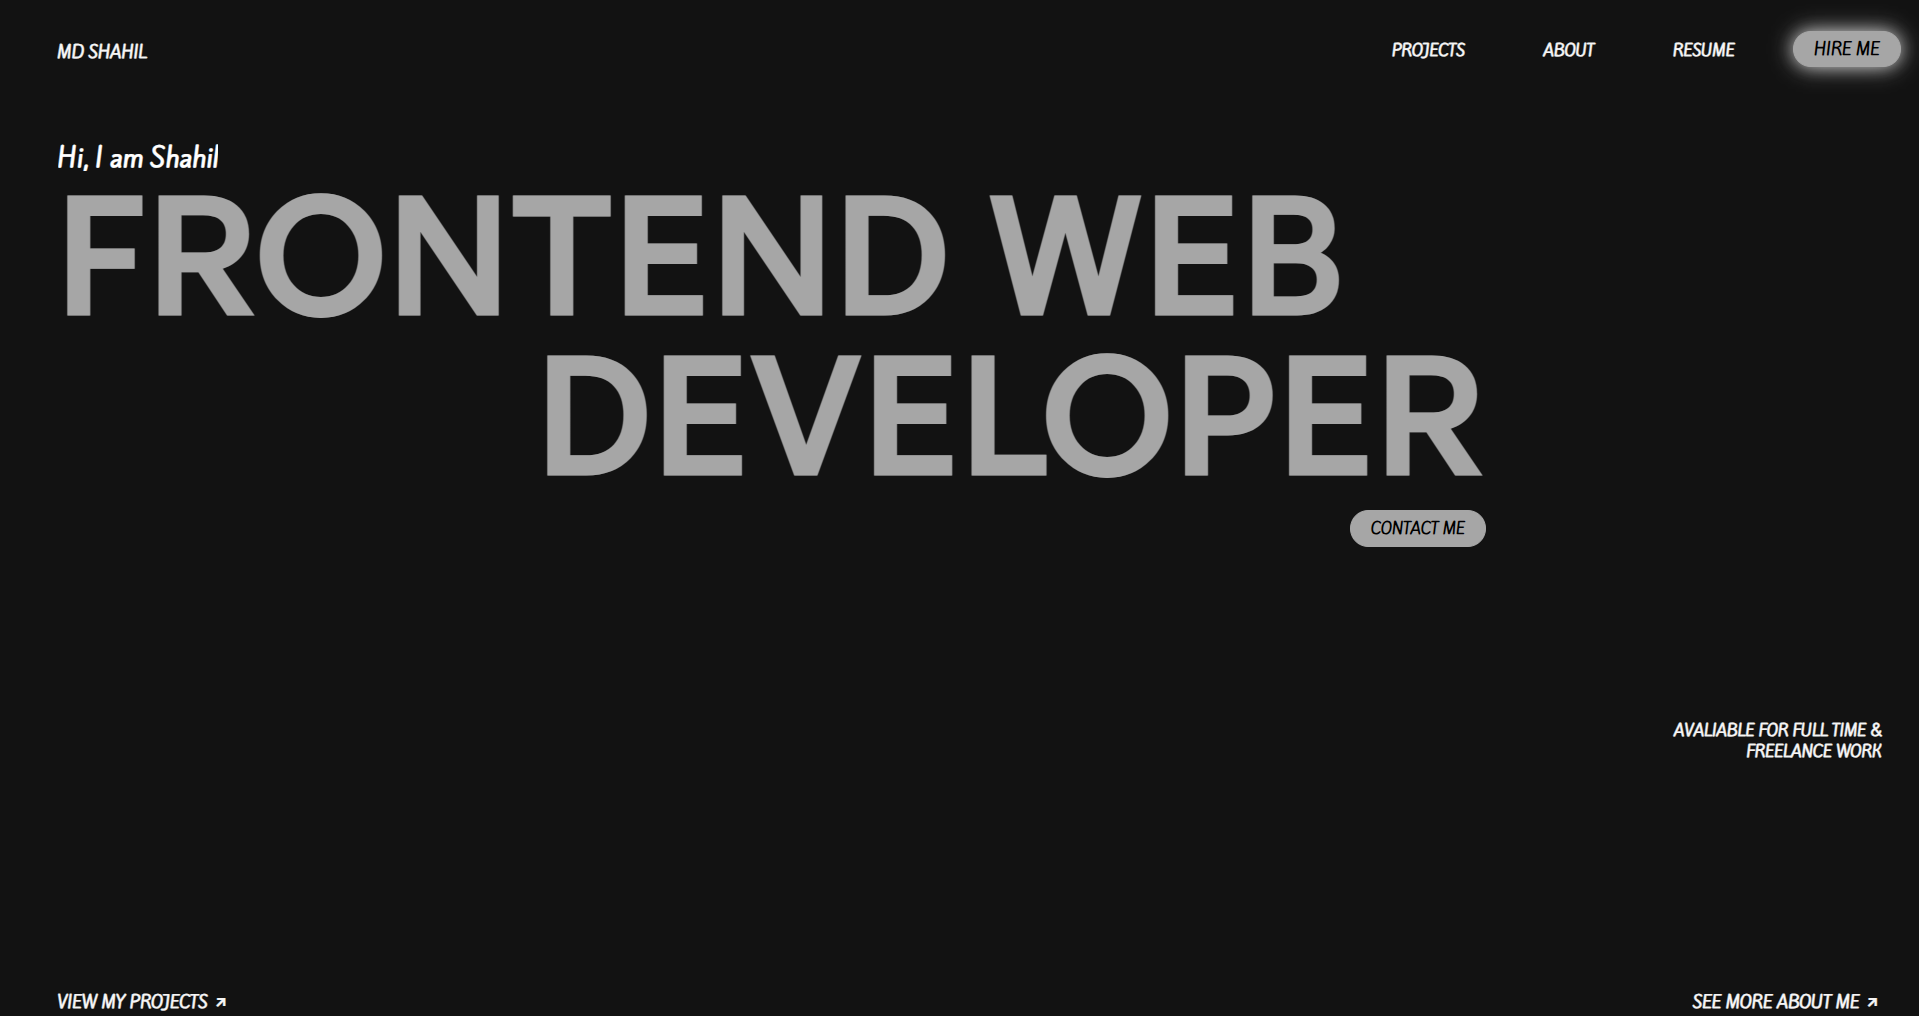 MD SHAHIL
PROJECTS
ABOUT
RESUME
HIRE ME
Hi, I am Shahil
FRONTEND WEB
DEVELOPER
CONTACT ME
AVALIABLE FOR FULL TIME &
FREELANCE WORK
VIEW MY PROJECTS
SEE MORE ABOUT ME